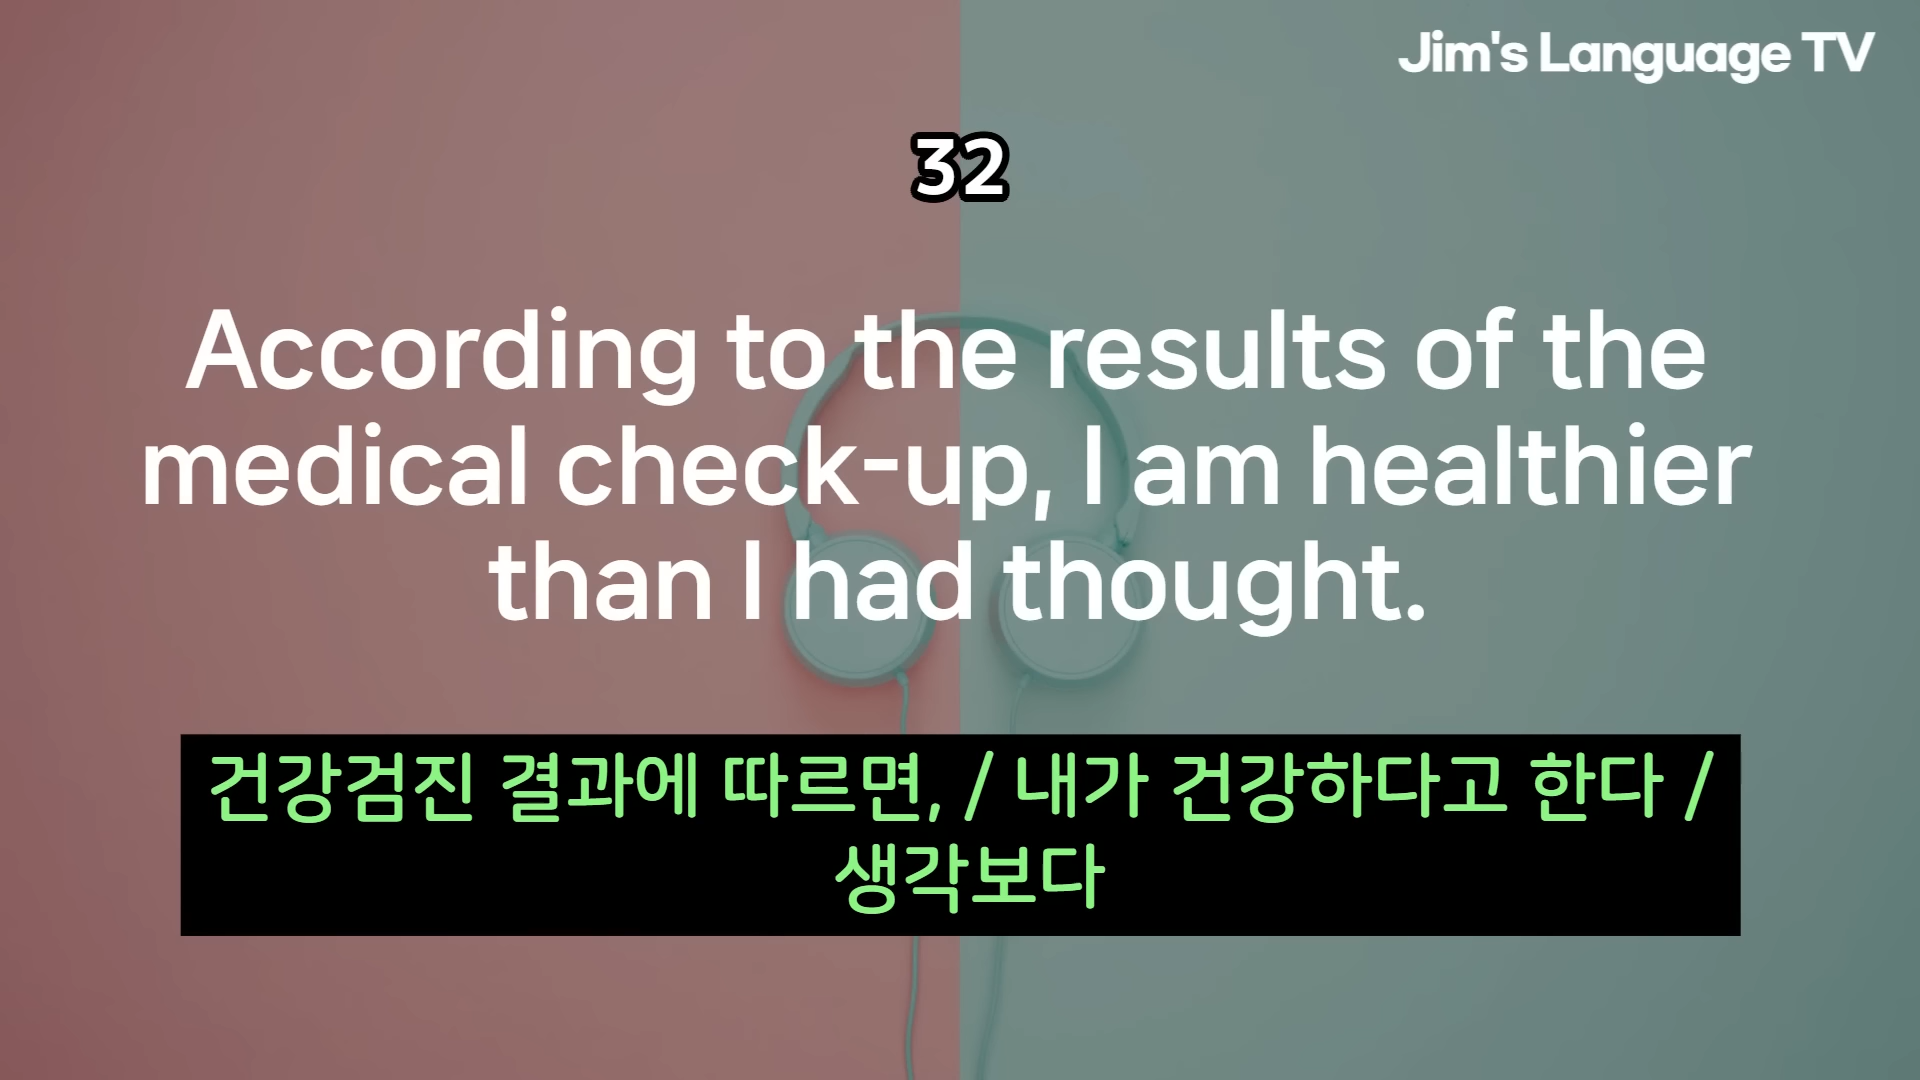 Jim's Language TV
32
According to the results of the
medical check-up, I am healthier
than I had thought.
건강검진 결과에 따르면, / 내가 건강하다고 한다 /
생각보다